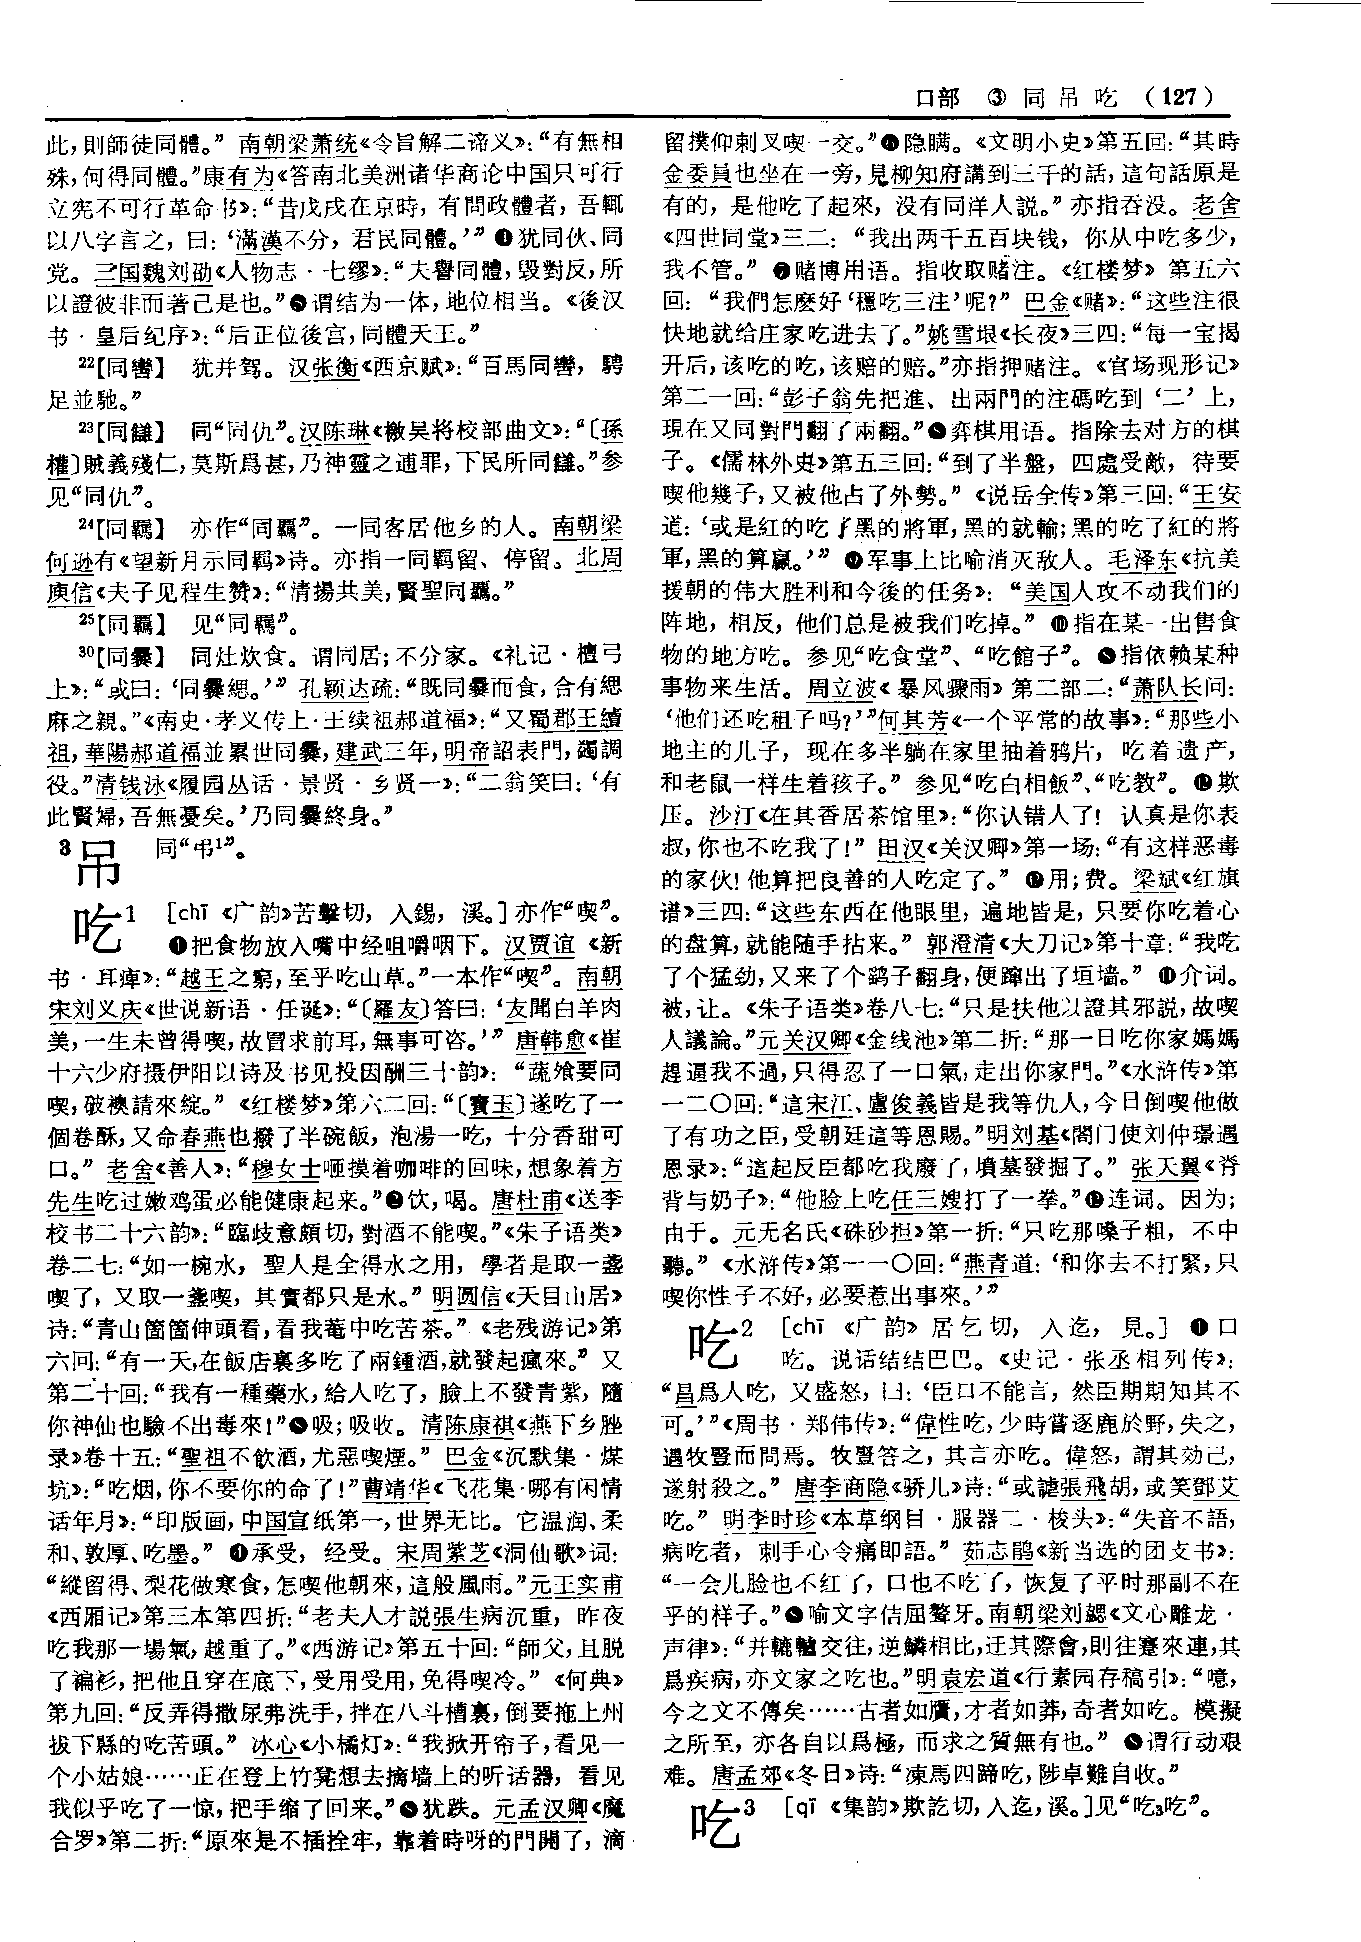 口部 ③ 同吊吃 (127)
此,則師徒同體。” 南朝梁萧统《令旨解二谛义》:“有無相
殊,何得同體。”康有为《答南北美洲诸华商论中国只可行
立宪不可行革命书》:“昔戊戌在京時,有問政體者,吾輒
以八字言之,曰:‘滿漢不分,君民同體。’” ❹犹同伙、同
党。三国魏刘劭《人物志·七缪》:“夫譽同體,毁對反,所
以證彼非而著己是也。”❺谓结为一体,地位相当。《後汉
书·皇后纪序》:“后正位後宫,同體天王。”
22【同轡】 犹并驾。汉张衡《西京赋》:“百馬同轡,騁
足並馳。”
23【同讎】 同“同仇”。汉陈琳《檄吴将校部曲文》:“〔孫
權〕賊義殘仁,莫斯爲甚,乃神靈之逋罪,下民所同讎。”参
见“同仇”。
24【同羈】 亦作“同覊”。一同客居他乡的人。南朝梁
何逊有《望新月示同羁》诗。亦指一同羁留、停留。北周
庾信《夫子见程生赞》:“清揚共美,賢聖同羈。”
25【同覊】 见“同羈”。
30【同爨】 同灶炊食。谓同居;不分家。《礼记·檀弓
上》:“或曰:‘同爨緦。’” 孔颖达疏:“既同爨而食,合有緦
麻之親。”《南史·孝义传上·王续祖郝道福》:“又蜀郡王續
祖,華陽郝道福並累世同爨,建武三年,明帝詔表門,蠲調
役。”清钱泳《履园丛话·景贤·乡贤一》:“二翁笑曰:‘有
此賢婦,吾無憂矣。’乃同爨終身。”
3吊 同“弔1”。
吃1 [chī 《广韵》苦擊切,入錫,溪。]亦作“喫”。
❶把食物放入嘴中经咀嚼咽下。汉贾谊《新
书·耳痺》:“越王之窮,至乎吃山草。”一本作“喫”。南朝
宋刘义庆《世说新语·任诞》:“〔羅友〕答曰:‘友聞白羊肉
美,一生未曾得喫,故冒求前耳,無事可咨。’” 唐韩愈《崔
十六少府摄伊阳以诗及书见投因酬三十韵》:“蔬飧要同
喫,破襖請來綻。” 《红楼梦》第六二回:“〔寶玉〕遂吃了一
個卷酥,又命春燕也撥了半碗飯,泡湯一吃,十分香甜可
口。” 老舍《善人》:“穆女士咂摸着咖啡的回味,想象着方
先生吃过嫩鸡蛋必能健康起来。”❷饮,喝。唐杜甫《送李
校书二十六韵》:“臨歧意頗切,對酒不能喫。”《朱子语类》
卷二七:“如一椀水,聖人是全得水之用,學者是取一盞
喫了,又取一盞喫,其實都只是水。” 明圆信《天目山居》
诗:“青山箇箇伸頭看,看我菴中吃苦茶。” 《老残游记》第
六回:“有一天,在飯店裏多吃了兩鍾酒,就發起瘋來。” 又
第二十回:“我有一種藥水,給人吃了,臉上不發青紫,隨
你神仙也驗不出毒來!”❸吸;吸收。清陈康祺《燕下乡脞
录》卷十五:“聖祖不飲酒,尤惡喫煙。” 巴金《沉默集·煤
坑》:“吃烟,你不要你的命了!”曹靖华《飞花集·哪有闲情
话年月》:“印版画,中国宣纸第一,世界无比。它温润、柔
和、敦厚、吃墨。” ❹承受,经受。宋周紫芝《洞仙歌》词:
“縱留得、梨花做寒食,怎喫他朝來,這般風雨。”元王实甫
《西厢记》第三本第四折:“老夫人才説張生病沉重,昨夜
吃我那一場氣,越重了。”《西游记》第五十回:“師父,且脱
了褊衫,把他且穿在底下,受用受用,免得喫冷。” 《何典》
第九回:“反弄得撒尿弗洗手,拌在八斗槽裏,倒要拖上州
拔下縣的吃苦頭。” 冰心《小橘灯》:“我掀开帘子,看见一
个小姑娘……正在登上竹凳想去摘墙上的听话器,看见
我似乎吃了一惊,把手缩了回来。”❺犹跌。元孟汉卿《魔
合罗》第二折:“原來是不插拴牢,靠着時呀的門開了,滴
留撲仰剌叉喫一交。”❻隐瞒。《文明小史》第五回:“其時
金委員也坐在一旁,見柳知府講到三千的話,這句話原是
有的,是他吃了起來,没有同洋人説。” 亦指吞没。老舍
《四世同堂》三二:“我出两千五百块钱,你从中吃多少,
我不管。” ❼赌博用语。指收取赌注。《红楼梦》第五六
回:“我們怎麽好‘穩吃三注’呢?” 巴金《赌》:“这些注很
快地就给庄家吃进去了。”姚雪垠《长夜》三四:“每一宝揭
开后,该吃的吃,该赔的赔。”亦指押赌注。《官场现形记》
第二一回:“彭子翁先把進、出兩門的注碼吃到‘二’上,
現在又同對門翻了兩翻。”❽弈棋用语。指除去对方的棋
子。《儒林外史》第五三回:“到了半盤,四處受敵,待要
喫他幾子,又被他占了外勢。” 《说岳全传》第三回:“王安
道:‘或是紅的吃了黑的將軍,黑的就輸;黑的吃了紅的將
軍,黑的算贏。’” ❾军事上比喻消灭敌人。毛泽东《抗美
援朝的伟大胜利和今後的任务》:“美国人攻不动我们的
阵地,相反,他们总是被我们吃掉。” ❿指在某一出售食
物的地方吃。参见“吃食堂”、“吃館子”。⓫指依赖某种
事物来生活。周立波《暴风骤雨》第二部二:“萧队长问:
‘他们还吃租子吗?’”何其芳《一个平常的故事》:“那些小
地主的儿子,现在多半躺在家里抽着鸦片,吃着遗产,
和老鼠一样生着孩子。” 参见“吃白相飯”、“吃教”。⓬欺
压。沙汀《在其香居茶馆里》:“你认错人了!认真是你表
叔,你也不吃我了!” 田汉《关汉卿》第一场:“有这样恶毒
的家伙!他算把良善的人吃定了。” ⓭用;费。梁斌《红旗
谱》三四:“这些东西在他眼里,遍地皆是,只要你吃着心
的盘算,就能随手拈来。” 郭澄清《大刀记》第十章:“我吃
了个猛劲,又来了个鹞子翻身,便蹿出了垣墙。” ⓮介词。
被,让。《朱子语类》卷八七:“只是扶他以證其邪説,故喫
人議論。”元关汉卿《金线池》第二折:“那一日吃你家媽媽
趕逼我不過,只得忍了一口氣,走出你家門。”《水浒传》第
一二〇回:“這宋江、盧俊義皆是我等仇人,今日倒喫他做
了有功之臣,受朝廷這等恩賜。”明刘基《閤门使刘仲璟遇
恩录》:“這起反臣都吃我廢了,墳墓發掘了。” 张天翼《脊
背与奶子》:“他脸上吃任三嫂打了一拳。”⓯连词。因为;
由于。元无名氏《硃砂担》第一折:“只吃那嗓子粗,不中
聽。” 《水浒传》第一一〇回:“燕青道:‘和你去不打緊,只
喫你性子不好,必要惹出事來。’”
吃2 [chī 《广韵》居乞切,入迄,見。] ❶口
吃。说话结结巴巴。《史记·张丞相列传》:
“昌爲人吃,又盛怒,曰:‘臣口不能言,然臣期期知其不
可。’”《周书·郑伟传》:“偉性吃,少時嘗逐鹿於野,失之,
遇牧豎而問焉。牧豎答之,其言亦吃。偉怒,謂其効己,
遂射殺之。” 唐李商隐《骄儿》诗:“或謔張飛胡,或笑鄧艾
吃。” 明李时珍《本草纲目·服器二·梳头》:“失音不語,
病吃者,刺手心令痛即語。” 茹志鹃《新当选的团支书》:
“一会儿脸也不红了,口也不吃了,恢复了平时那副不在
乎的样子。”❷喻文字佶屈聱牙。南朝梁刘勰《文心雕龙·
声律》:“并轆轤交往,逆鱗相比,迂其際會,則往蹇來連,其
爲疾病,亦文家之吃也。”明袁宏道《行素园存稿引》:“噫,
今之文不傳矣……古者如贋,才者如莽,奇者如吃。模擬
之所至,亦各自以爲極,而求之質無有也。” ❸谓行动艰
难。唐孟郊《冬日》诗:“凍馬四蹄吃,陟卓難自收。”
吃3 [qī 《集韵》欺訖切,入迄,溪。]见“吃3吃”。